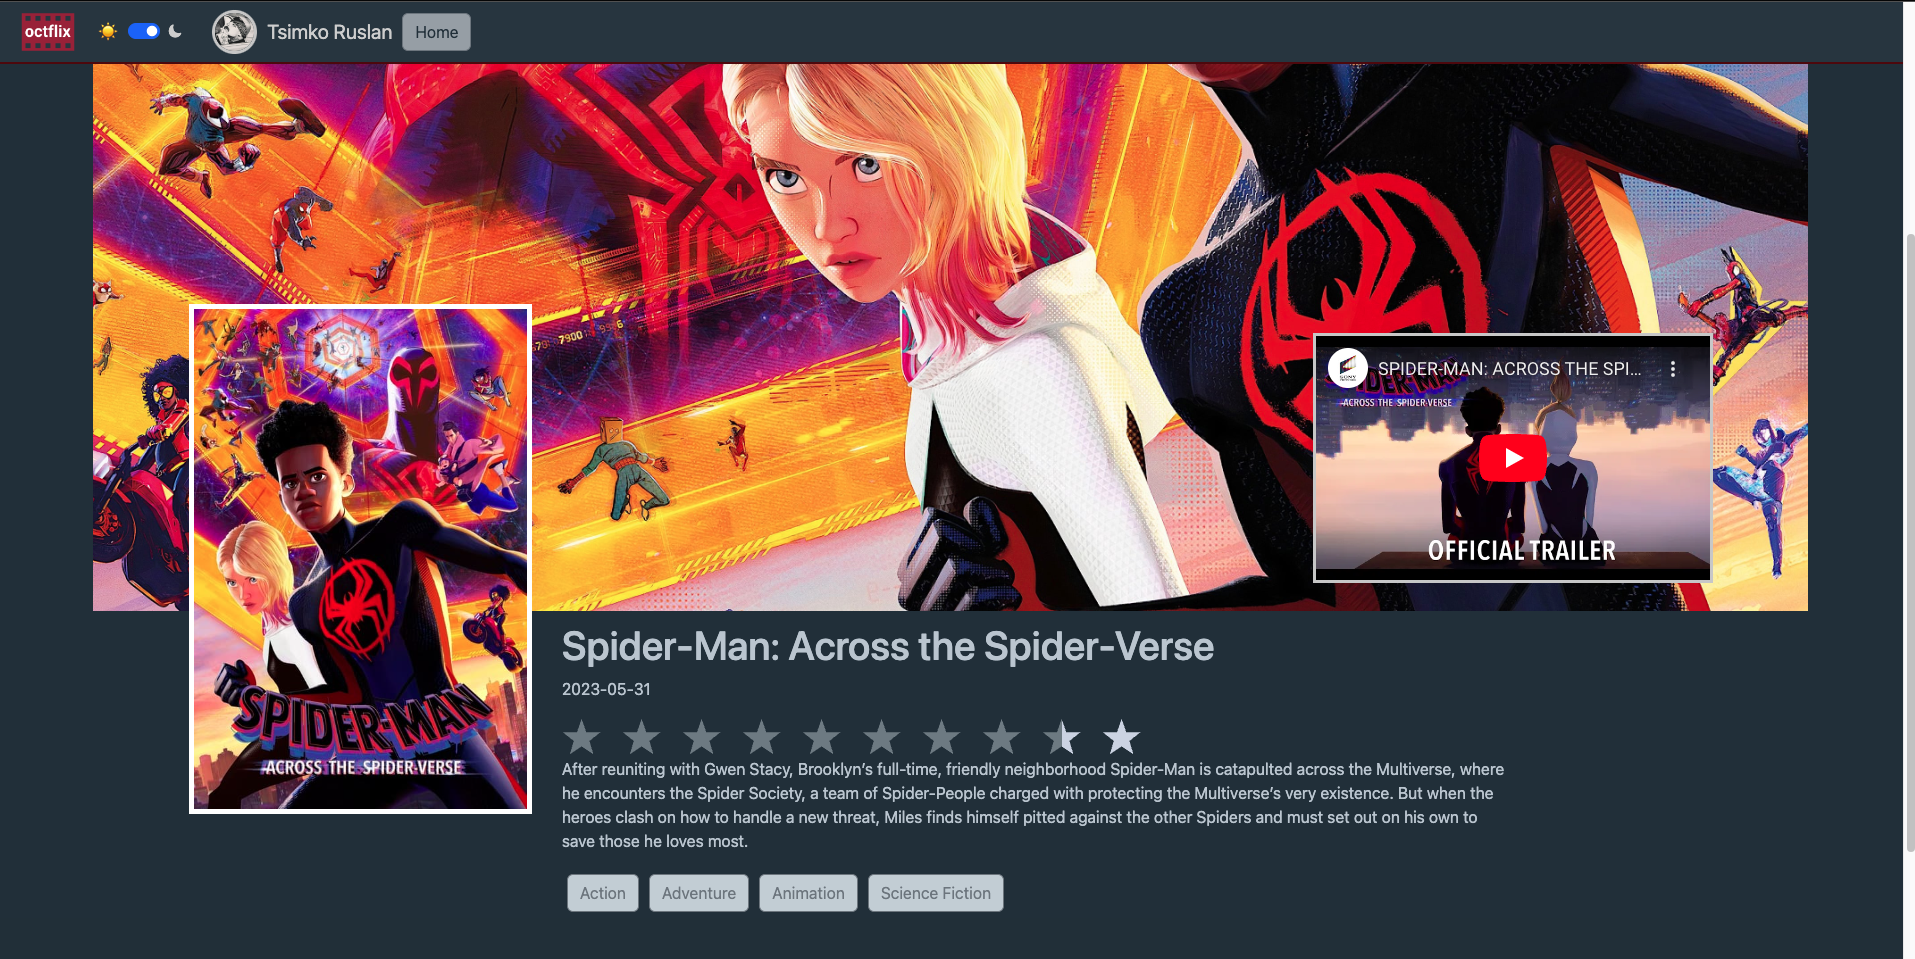 octflix
Tsimko Ruslan
Home
7900
SPIDER-MAN: ACROSS THE SPI...
SPIDER-MAN
ACROSS THE SPIDER-VERSE
OFFICIAL TRAILER
SPIDER-MAN
ACROSS THE SPIDER-VERSE
Spider-Man: Across the Spider-Verse
2023-05-31
After reuniting with Gwen Stacy, Brooklyn’s full-time, friendly neighborhood Spider-Man is catapulted across the Multiverse, where
he encounters the Spider Society, a team of Spider-People charged with protecting the Multiverse’s very existence. But when the
heroes clash on how to handle a new threat, Miles finds himself pitted against the other Spiders and must set out on his own to
save those he loves most.
Action
Adventure
Animation
Science Fiction